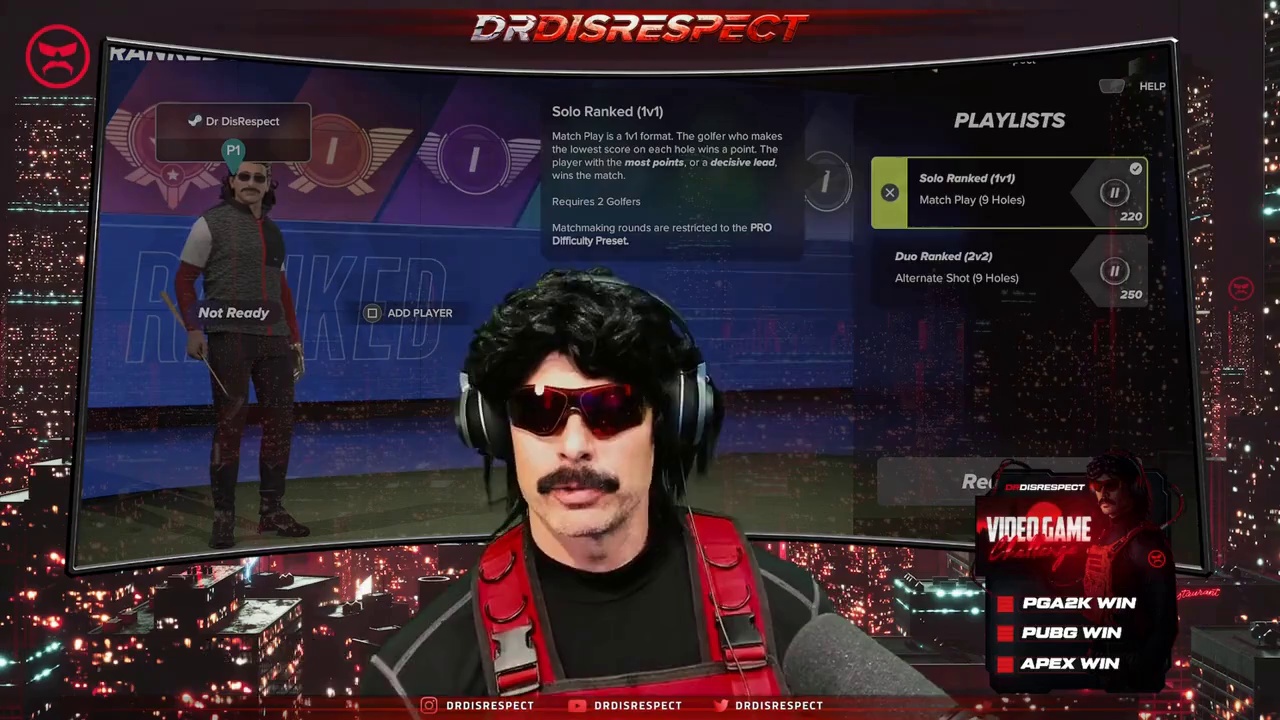 DRDISRESPECT
RANKED
Dr DisRespect
P1
I
I
Not Ready
ADD PLAYER
RANKED
Solo Ranked (1v1)
Match Play is a 1v1 format. The golfer who makes
the lowest score on each hole wins a point. The
player with the most points, or a decisive lead,
wins the match.
Requires 2 Golfers
Matchmaking rounds are restricted to the PRO
Difficulty Preset.
I
HELP
PLAYLISTS
Solo Ranked (1v1)
Match Play (9 Holes)
II
220
Duo Ranked (2v2)
Alternate Shot (9 Holes)
II
250
DRDISRESPECT
VIDEO GAME
PGA2K WIN
PUBG WIN
APEX WIN
DRDISRESPECT
DRDISRESPECT
DRDISRESPECT